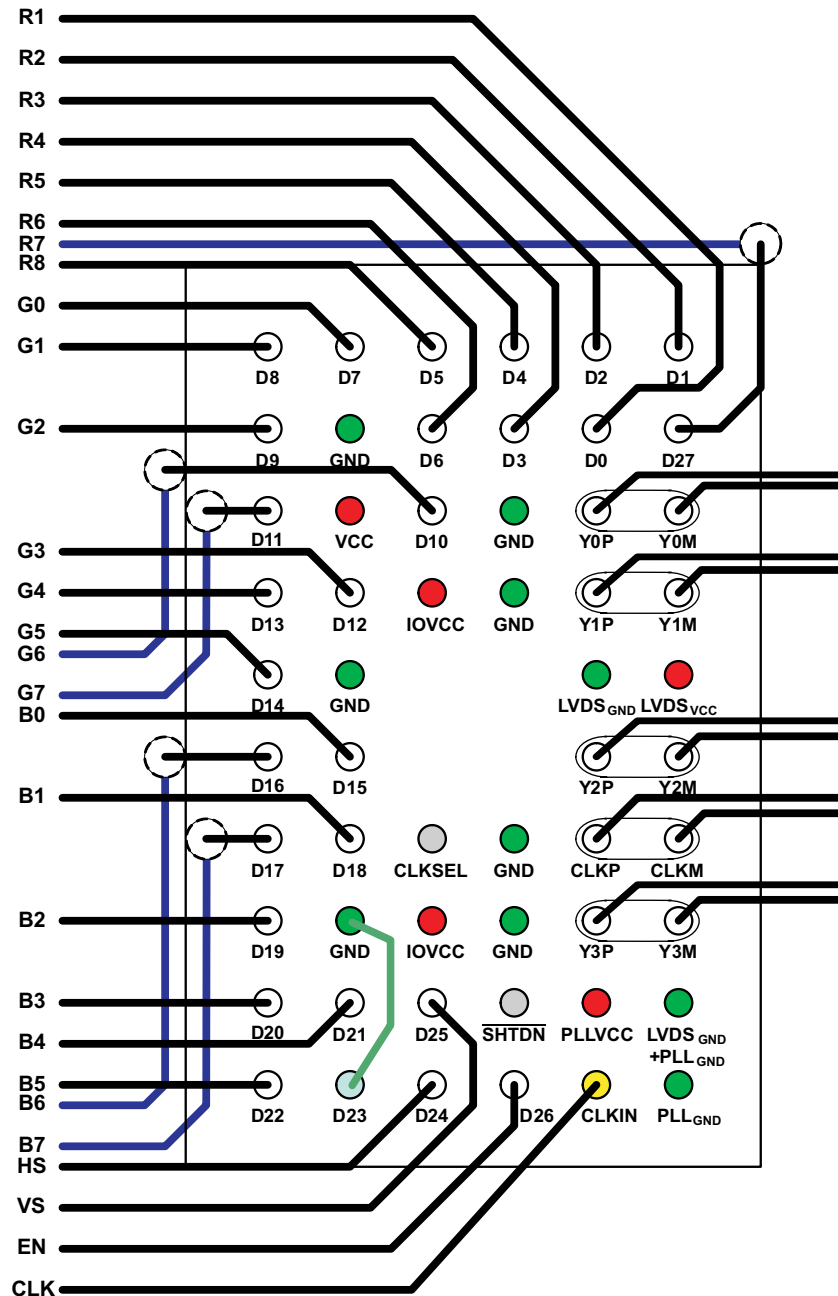 R1
R2
R3
R4
R5
R6
R7
R8
G0
G1
D8 D7 D5 D4 D2 D1
G2
D9 GND D6 D3 D0 D27
D11 VCC D10 GND Y0P Y0M
G3
G4
D13 D12 IOVCC GND Y1P Y1M
G5
G6
G7
D14 GND LVDSGND LVDSVCC
B0
D16 D15 Y2P Y2M
B1
D17 D18 CLKSEL GND CLKP CLKM
B2
D19 GND IOVCC GND Y3P Y3M
B3
D20 D21 D25 SHTDN PLLVCC LVDSGND
+PLLGND
B4
B5
B6
D22 D23 D24 D26 CLKIN PLLGND
B7
HS
VS
EN
CLK